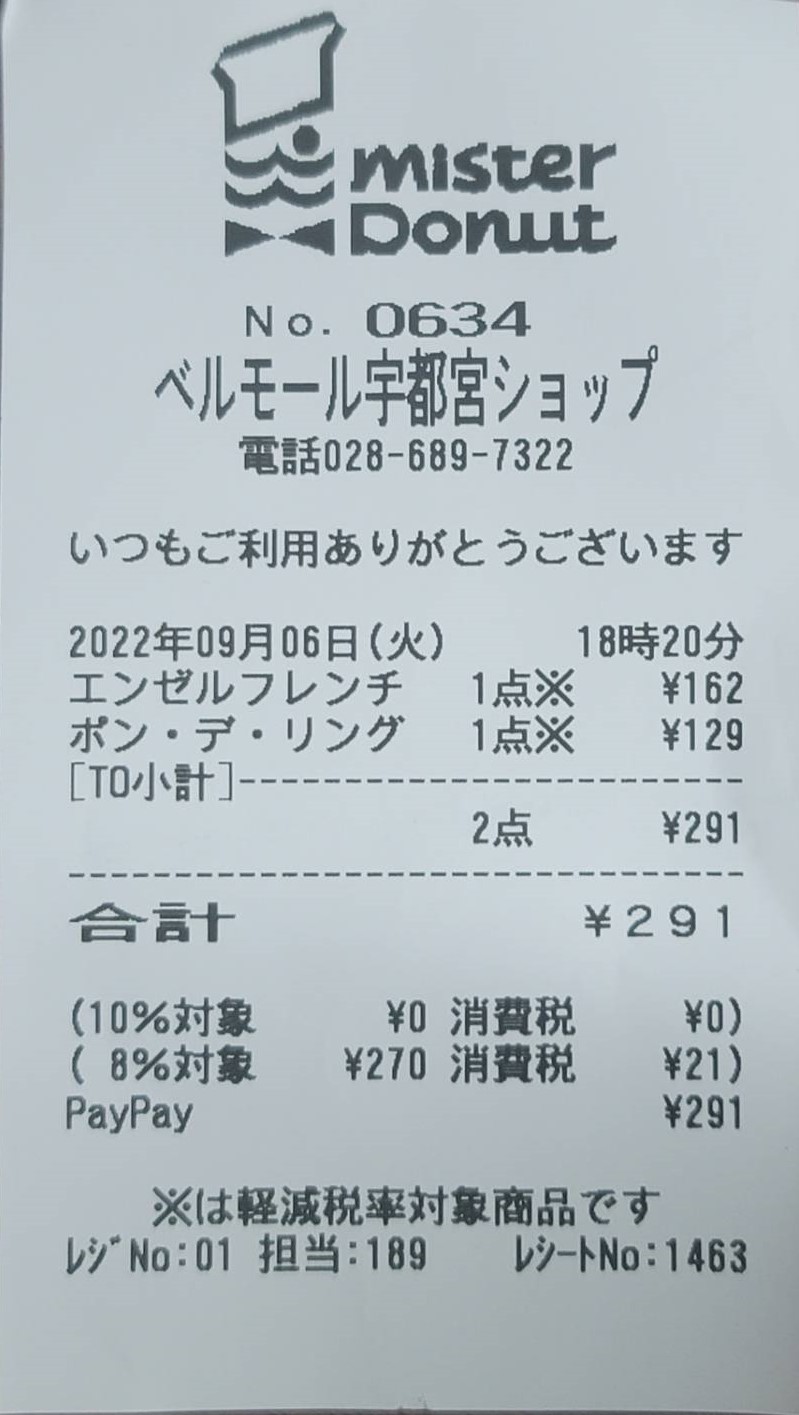 mister
Donut
No. 0634
ベルモール宇都宮ショップ
電話028-689-7322
いつもご利用ありがとうございます
2022年09月06日(火) 18時20分
エンゼルフレンチ 1点※ ¥162
ポン・デ・リング 1点※ ¥129
[TO小計]
2点 ¥291
合計 ¥291
(10%対象 ¥0 消費税 ¥0)
( 8%対象 ¥270 消費税 ¥21)
PayPay ¥291
※は軽減税率対象商品です
レジNo:01 担当:189 レシートNo:1463